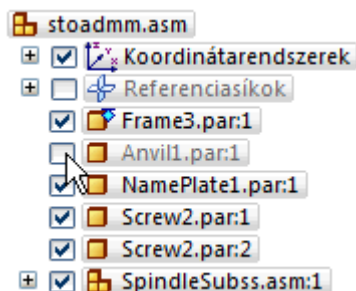 stoadmm.asm
Koordinátarendszerek
Referenciasíkok
Frame3.par:1
Anvil1.par:1
NamePlate1.par:1
Screw2.par:1
Screw2.par:2
SpindleSubss.asm:1